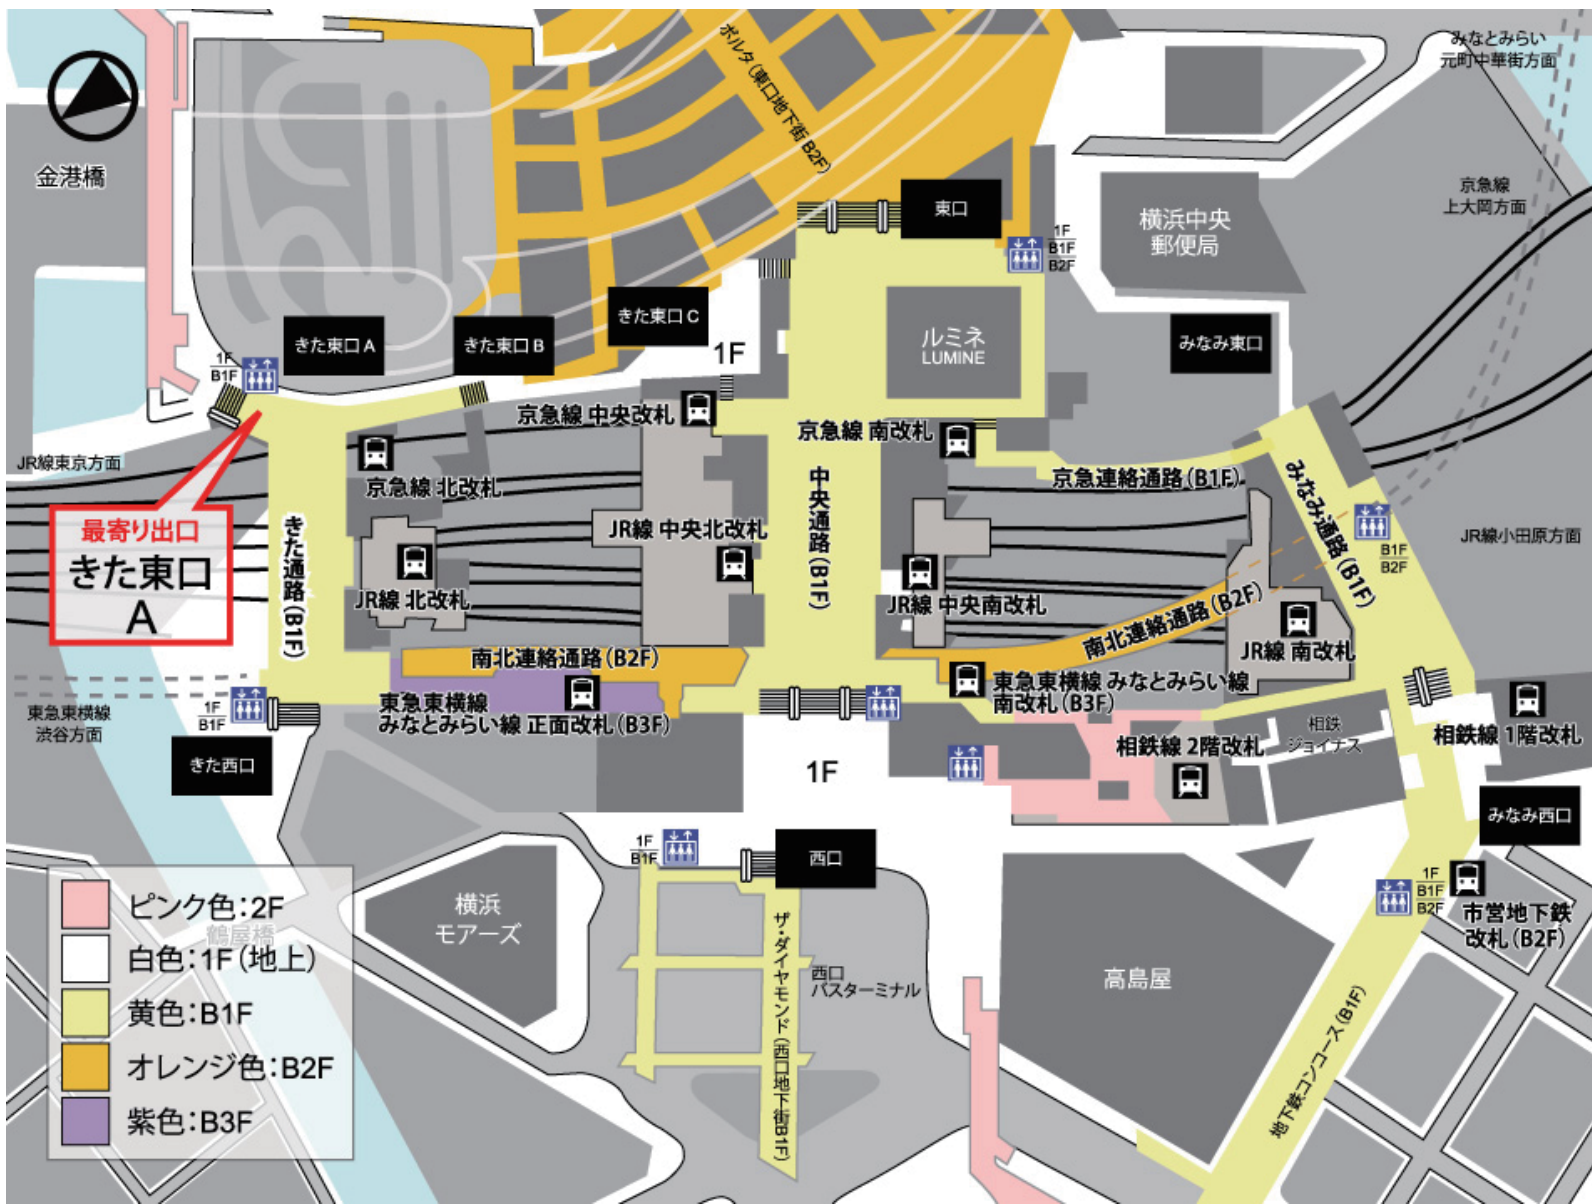 みなとみらい
元町中華街方面
ポルタ(東口地下街 B2F)
金港橋
京急線
上大岡方面
東口
横浜中央
郵便局
1F
B1F
B2F
きた東口 A
きた東口 B
きた東口 C
1F
ルミネ
LUMINE
みなみ東口
1F
B1F
京急線 中央改札
京急線 南改札
JR線東京方面
京急線 北改札
中央通路(B1F)
京急連絡通路(B1F)
みなみ通路(B1F)
最寄り出口
きた東口
A
きた通路(B1F)
JR線 中央北改札
B1F
B2F
JR線小田原方面
JR線 北改札
JR線 中央南改札
南北連絡通路(B2F)
JR線 南改札
南北連絡通路(B2F)
東急東横線
渋谷方面
1F
B1F
東急東横線
みなとみらい線 正面改札(B3F)
東急東横線 みなとみらい線
南改札(B3F)
相鉄線 2階改札
相鉄
ジョイナス
相鉄線 1階改札
きた西口
1F
みなみ西口
1F
B1F
西口
1F
B1F
B2F
市営地下鉄
改札(B2F)
横浜
モアーズ
ザ・ダイヤモンド(西口地下街B1F)
西口
バスターミナル
高島屋
地下鉄コンコース(B1F)
ピンク色:2F
鶴屋橋
白色:1F(地上)
黄色:B1F
オレンジ色:B2F
紫色:B3F